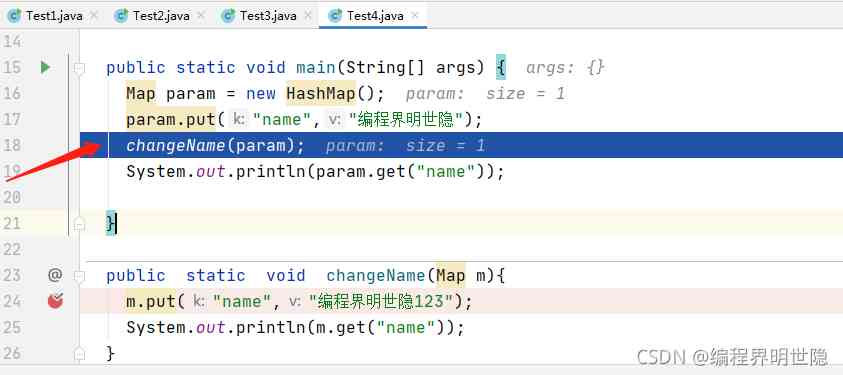 Test1.java Test2.java Test3.java Test4.java
14
15 public static void main(String[] args) { args: {}
16 Map param = new HashMap(); param: size = 1
17 param.put( k: "name", v: "编程界明世隐");
18 changeName(param); param: size = 1
19 System.out.println(param.get("name"));
20
21 }
22
23 @ public static void changeName(Map m){
24 m.put( k: "name", v: "编程界明世隐123");
25 System.out.println(m.get("name"));
26 }
CSDN @编程界明世隐